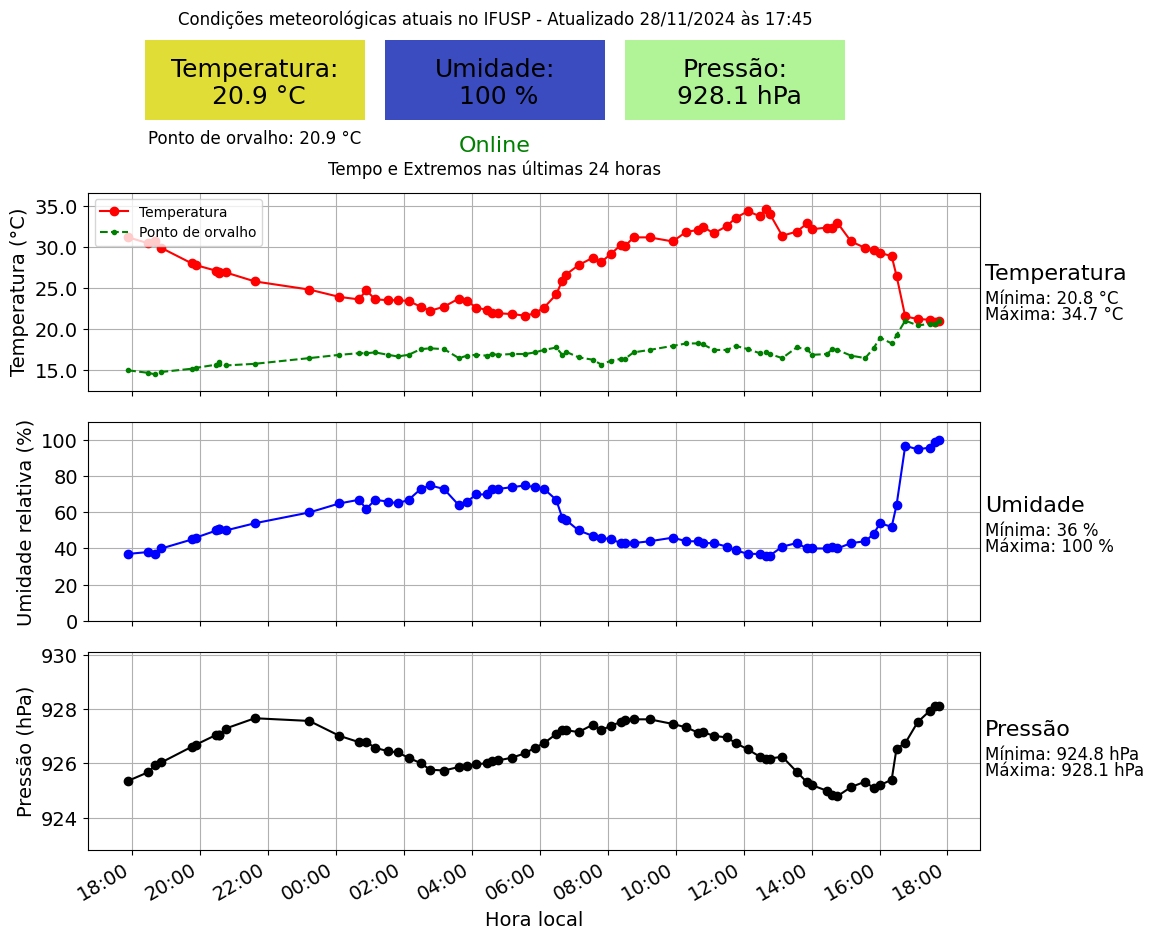 Condições meteorológicas atuais no IFUSP - Atualizado 28/11/2024 às 17:45
Temperatura:
20.9 °C
Umidade:
100 %
Pressão:
928.1 hPa
Ponto de orvalho: 20.9 °C
Online
Tempo e Extremos nas últimas 24 horas
Temperatura (°C)
35.0
30.0
25.0
20.0
15.0
Temperatura
Ponto de orvalho
Temperatura
Mínima: 20.8 °C
Máxima: 34.7 °C
Umidade relativa (%)
100
80
60
40
20
0
Umidade
Mínima: 36 %
Máxima: 100 %
Pressão (hPa)
930
928
926
924
Pressão
Mínima: 924.8 hPa
Máxima: 928.1 hPa
18:00 20:00 22:00 00:00 02:00 04:00 06:00 08:00 10:00 12:00 14:00 16:00 18:00
Hora local